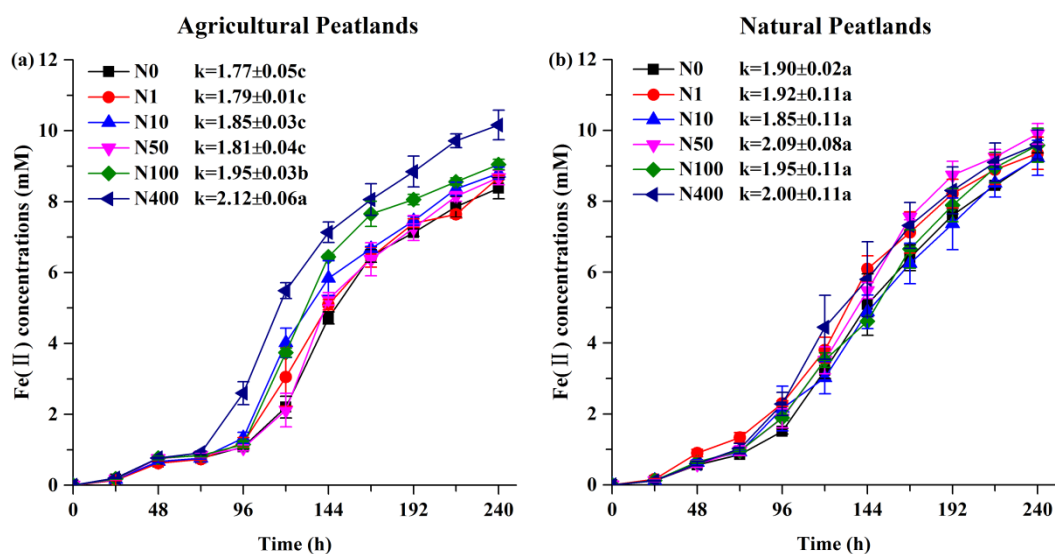 Agricultural Peatlands
(a)
12
10
8
6
4
2
0
Fe(Ⅱ) concentrations (mM)
N0 k=1.77±0.05c
N1 k=1.79±0.01c
N10 k=1.85±0.03c
N50 k=1.81±0.04c
N100 k=1.95±0.03b
N400 k=2.12±0.06a
0 48 96 144 192 240
Time (h)
Natural Peatlands
(b)
12
10
8
6
4
2
0
Fe(Ⅱ) concentrations (mM)
N0 k=1.90±0.02a
N1 k=1.92±0.11a
N10 k=1.85±0.11a
N50 k=2.09±0.08a
N100 k=1.95±0.11a
N400 k=2.00±0.11a
0 48 96 144 192 240
Time (h)